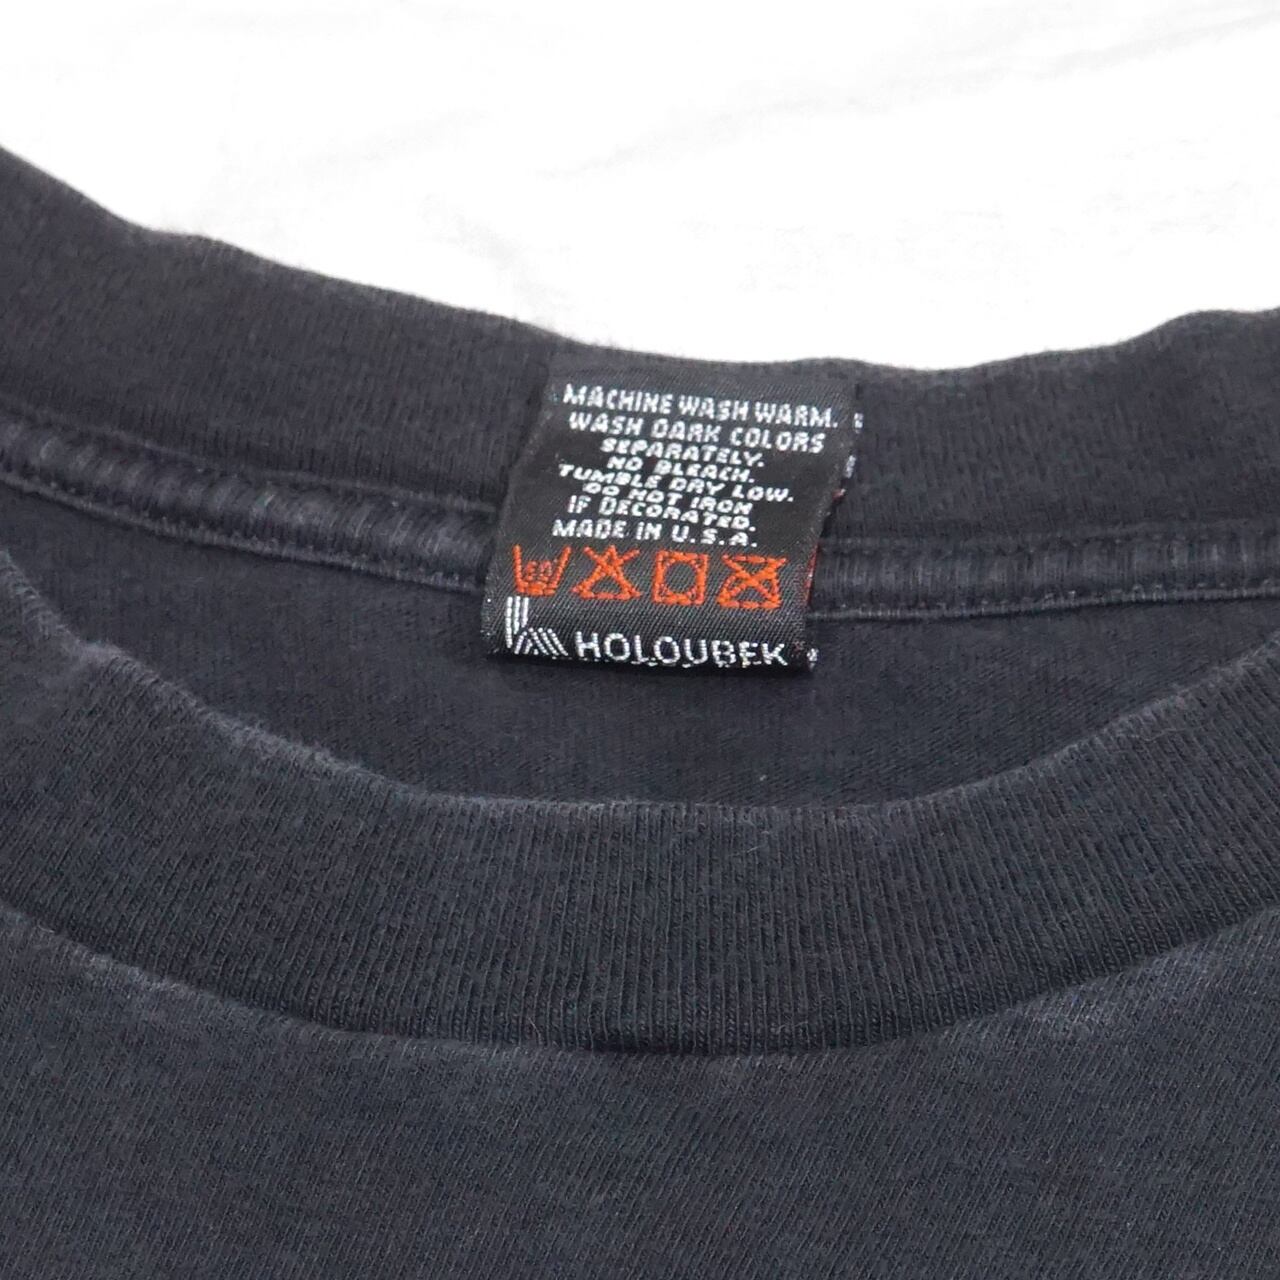 MACHINE WASH WARM.
WASH DARK COLORS
SEPARATELY.
NO BLEACH.
TUMBLE DRY LOW.
DO NOT IRON
IF DECORATED.
MADE IN U.S.A.
HOLOUBEK